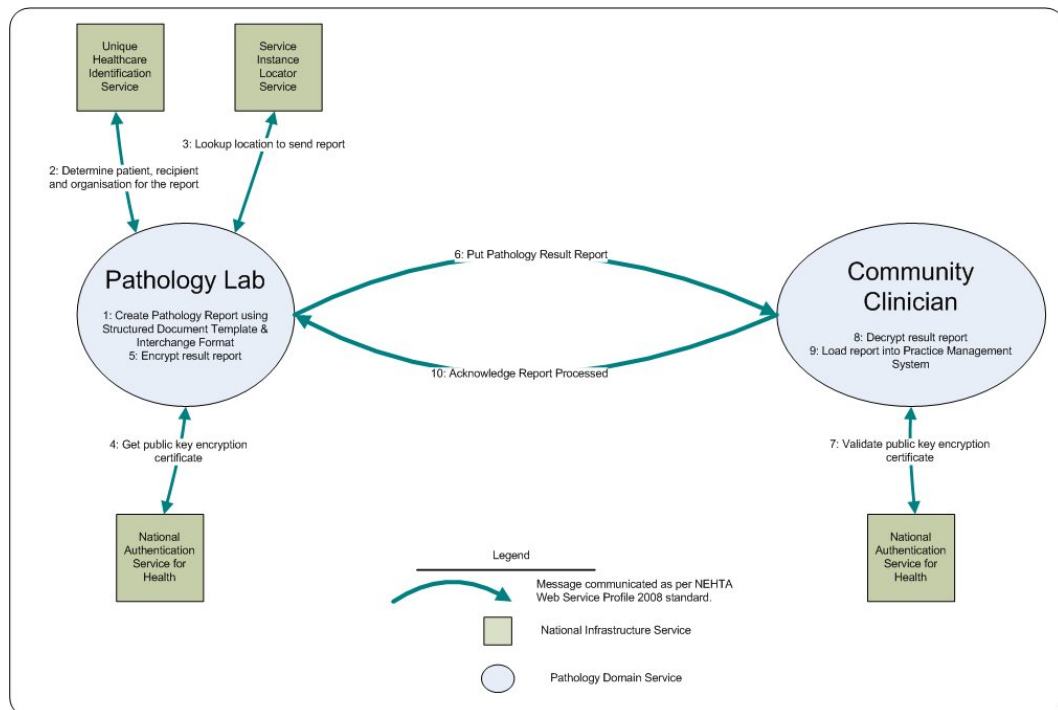 Unique
Healthcare
Identification
Service
Service
Instance
Locator
Service
3: Lookup location to send report
2: Determine patient, recipient
and organisation for the report
Pathology Lab
1: Create Pathology Report using
Structured Document Template &
Interchange Format
5: Encrypt result report
6: Put Pathology Result Report
Community
Clinician
8: Decrypt result report
9: Load report into Practice Management
System
10: Acknowledge Report Processed
4: Get public key encryption
certificate
7: Validate public key encryption
certificate
National
Authentication
Service for
Health
National
Authentication
Service for
Health
Legend
Message communicated as per NEHTA
Web Service Profile 2008 standard.
National Infrastructure Service
Pathology Domain Service